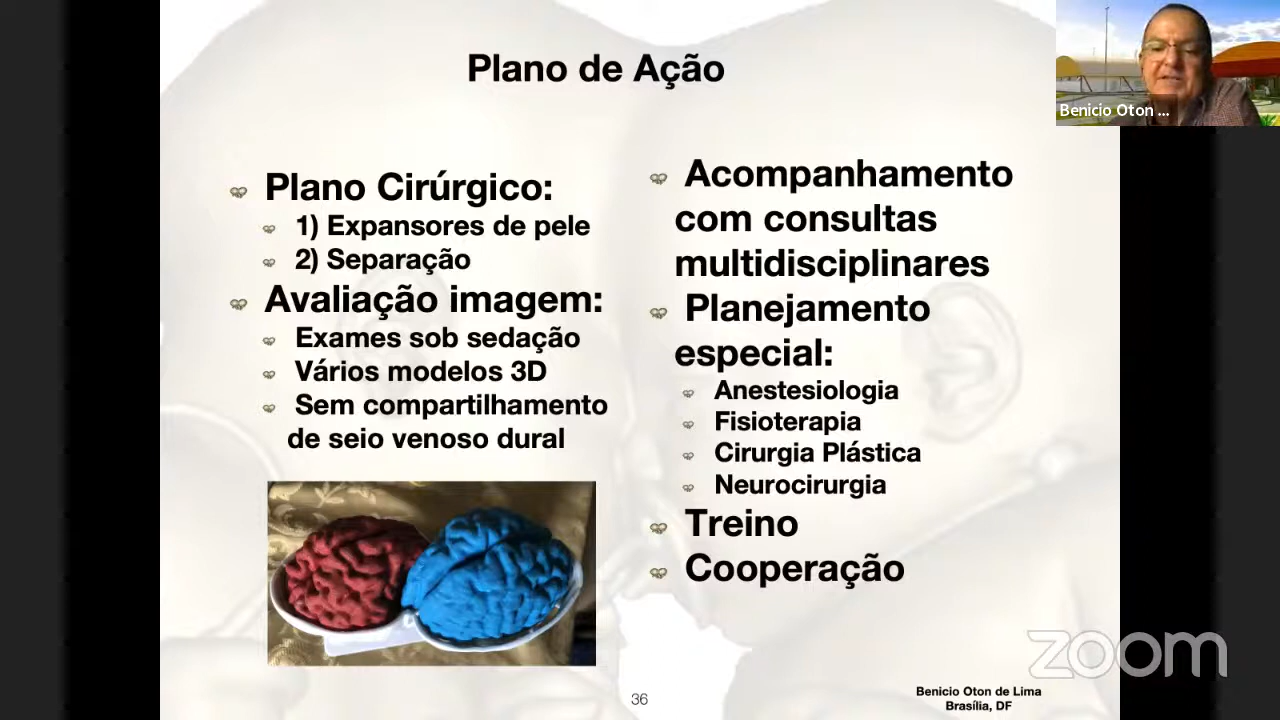 Plano de Ação
Benicio Oton ...
Plano Cirúrgico:
1) Expansores de pele
2) Separação
Avaliação imagem:
Exames sob sedação
Vários modelos 3D
Sem compartilhamento
de seio venoso dural
Acompanhamento
com consultas
multidisciplinares
Planejamento
especial:
Anestesiologia
Fisioterapia
Cirurgia Plástica
Neurocirurgia
Treino
Cooperação
zoom
36
Benicio Oton de Lima
Brasília, DF